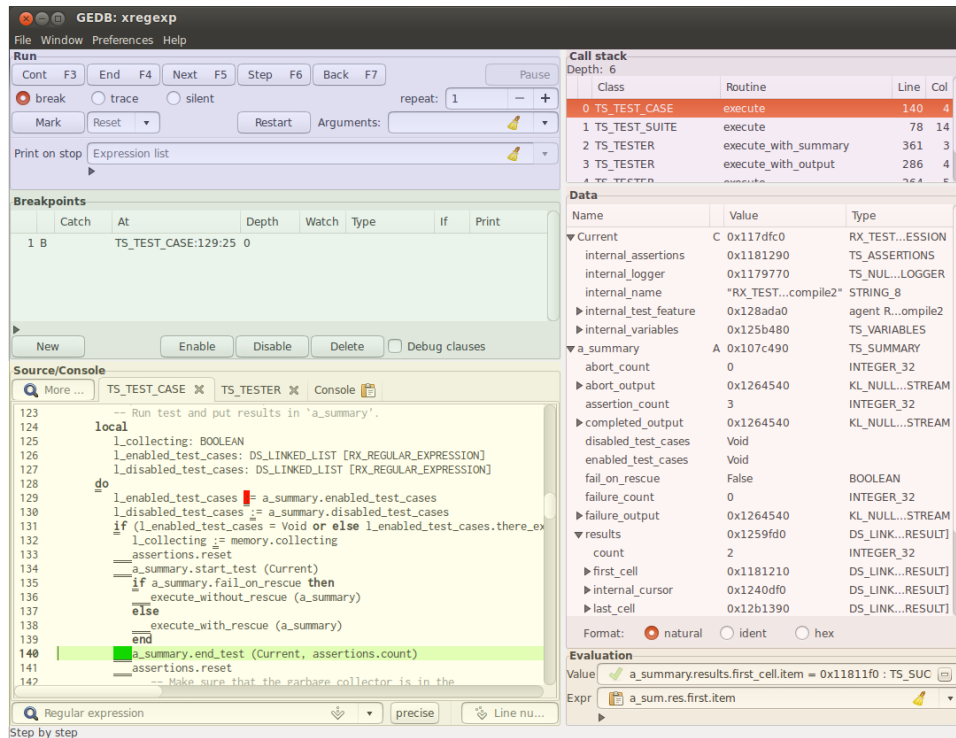 GEDB: xregexp
File Window Preferences Help
Run
Cont F3 End F4 Next F5 Step F6 Back F7 Pause
break trace silent repeat: 1 − +
Mark Reset Restart Arguments:
Print on stop Expression list
Breakpoints
Catch At Depth Watch Type If Print
1 B TS_TEST_CASE:129:25 0
New Enable Disable Delete Debug clauses
Source/Console
More ... TS_TEST_CASE TS_TESTER Console
123 -- Run test and put results in 'a_summary'.
124 local
125 l_collecting: BOOLEAN
126 l_enabled_test_cases: DS_LINKED_LIST [RX_REGULAR_EXPRESSION]
127 l_disabled_test_cases: DS_LINKED_LIST [RX_REGULAR_EXPRESSION]
128 do
129 l_enabled_test_cases := a_summary.enabled_test_cases
130 l_disabled_test_cases := a_summary.disabled_test_cases
131 if (l_enabled_test_cases = Void or else l_enabled_test_cases.there_ex
132 l_collecting := memory.collecting
133 assertions.reset
134 a_summary.start_test (Current)
135 if a_summary.fail_on_rescue then
136 execute_without_rescue (a_summary)
137 else
138 execute_with_rescue (a_summary)
139 end
140 a_summary.end_test (Current, assertions.count)
141 assertions.reset
142 -- Make sure that the garbage collector is in the
Regular expression precise Line nu...
Step by step
Call stack
Depth: 6
Class Routine Line Col
0 TS_TEST_CASE execute 140 4
1 TS_TEST_SUITE execute 78 14
2 TS_TESTER execute_with_summary 361 3
3 TS_TESTER execute_with_output 286 4
4 TS_TESTER execute 264 5
Data
Name Value Type
Current C 0x117dfc0 RX_TEST...ESSION
internal_assertions 0x1181290 TS_ASSERTIONS
internal_logger 0x1179770 TS_NUL...LOGGER
internal_name "RX_TEST...compile2" STRING_8
internal_test_feature 0x128ada0 agent R...ompile2
internal_variables 0x125b480 TS_VARIABLES
a_summary A 0x107c490 TS_SUMMARY
abort_count 0 INTEGER_32
abort_output 0x1264540 KL_NULL...STREAM
assertion_count 3 INTEGER_32
completed_output 0x1264540 KL_NULL...STREAM
disabled_test_cases Void
enabled_test_cases Void
fail_on_rescue False BOOLEAN
failure_count 0 INTEGER_32
failure_output 0x1264540 KL_NULL...STREAM
results 0x1259fd0 DS_LINK...RESULT]
count 2 INTEGER_32
first_cell 0x1181210 DS_LINK...RESULT]
internal_cursor 0x1240df0 DS_LINK...RESULT]
last_cell 0x12b1390 DS_LINK...RESULT]
Format: natural ident hex
Evaluation
Value a_summary.results.first_cell.item = 0x11811f0 : TS_SUC
Expr a_sum.res.first.item